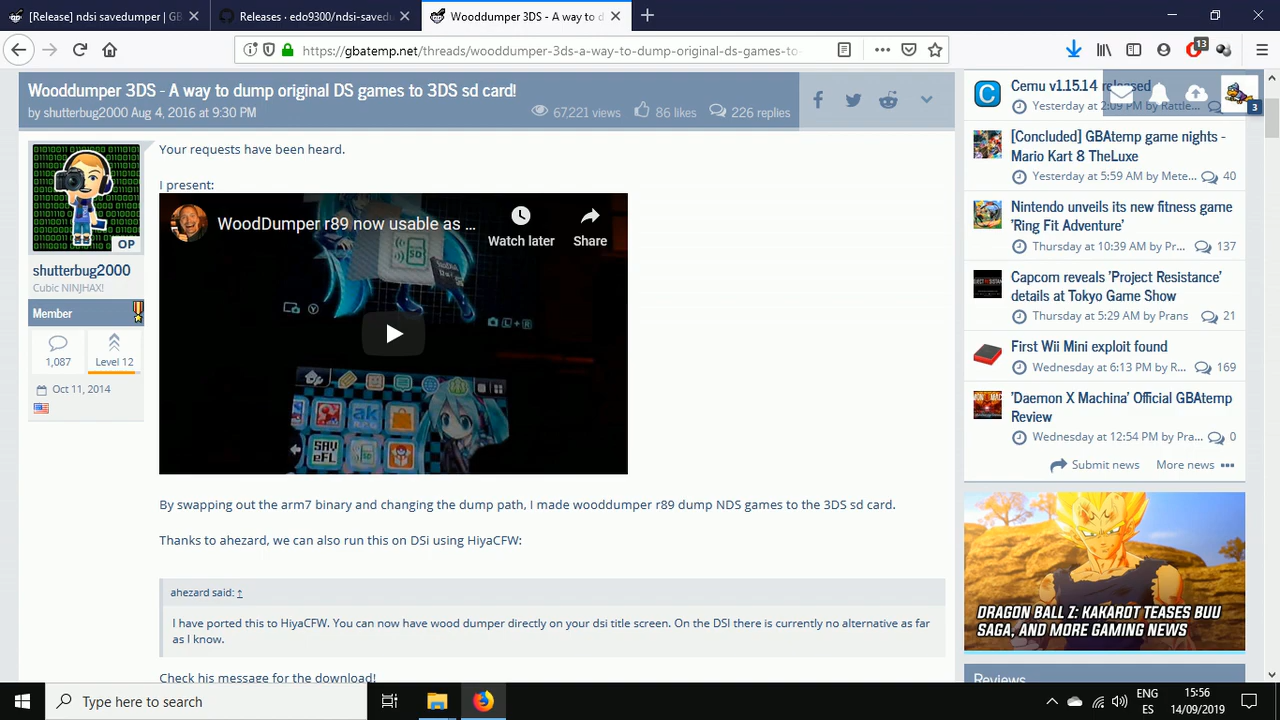 [Release] ndsi savedumper | GB
Releases · edo9300/ndsi-savedu
Wooddumper 3DS - A way to d
https://gbatemp.net/threads/wooddumper-3ds-a-way-to-dump-original-ds-games-to-
13
Wooddumper 3DS - A way to dump original DS games to 3DS sd card!
by shutterbug2000 Aug 4, 2016 at 9:30 PM
67,221 views
86 likes
226 replies
OP
shutterbug2000
Cubic NINJHAX!
Member
1,087
Level 12
Oct 11, 2014
Your requests have been heard.
I present:
WoodDumper r89 now usable as ...
Watch later
Share
By swapping out the arm7 binary and changing the dump path, I made wooddumper r89 dump NDS games to the 3DS sd card.
Thanks to ahezard, we can also run this on DSi using HiyaCFW:
ahezard said: ↑
I have ported this to HiyaCFW. You can now have wood dumper directly on your dsi title screen. On the DSI there is currently no alternative as far
as I know.
Check his message for the download!
Cemu v1.15.14 released
Yesterday at 2:09 PM by Rattle...
3
[Concluded] GBAtemp game nights -
Mario Kart 8 TheLuxe
Yesterday at 5:59 AM by Mete...
40
Nintendo unveils its new fitness game
'Ring Fit Adventure'
Thursday at 10:39 AM by Pr...
137
Capcom reveals 'Project Resistance'
details at Tokyo Game Show
Thursday at 5:29 AM by Prans
21
First Wii Mini exploit found
Wednesday at 6:13 PM by R...
169
'Daemon X Machina' Official GBAtemp
Review
Wednesday at 12:54 PM by Pra...
0
Submit news
More news
DRAGON BALL Z: KAKAROT TEASES BUU
SAGA, AND MORE GAMING NEWS
Reviews
Type here to search
ENG
ES
15:56
14/09/2019